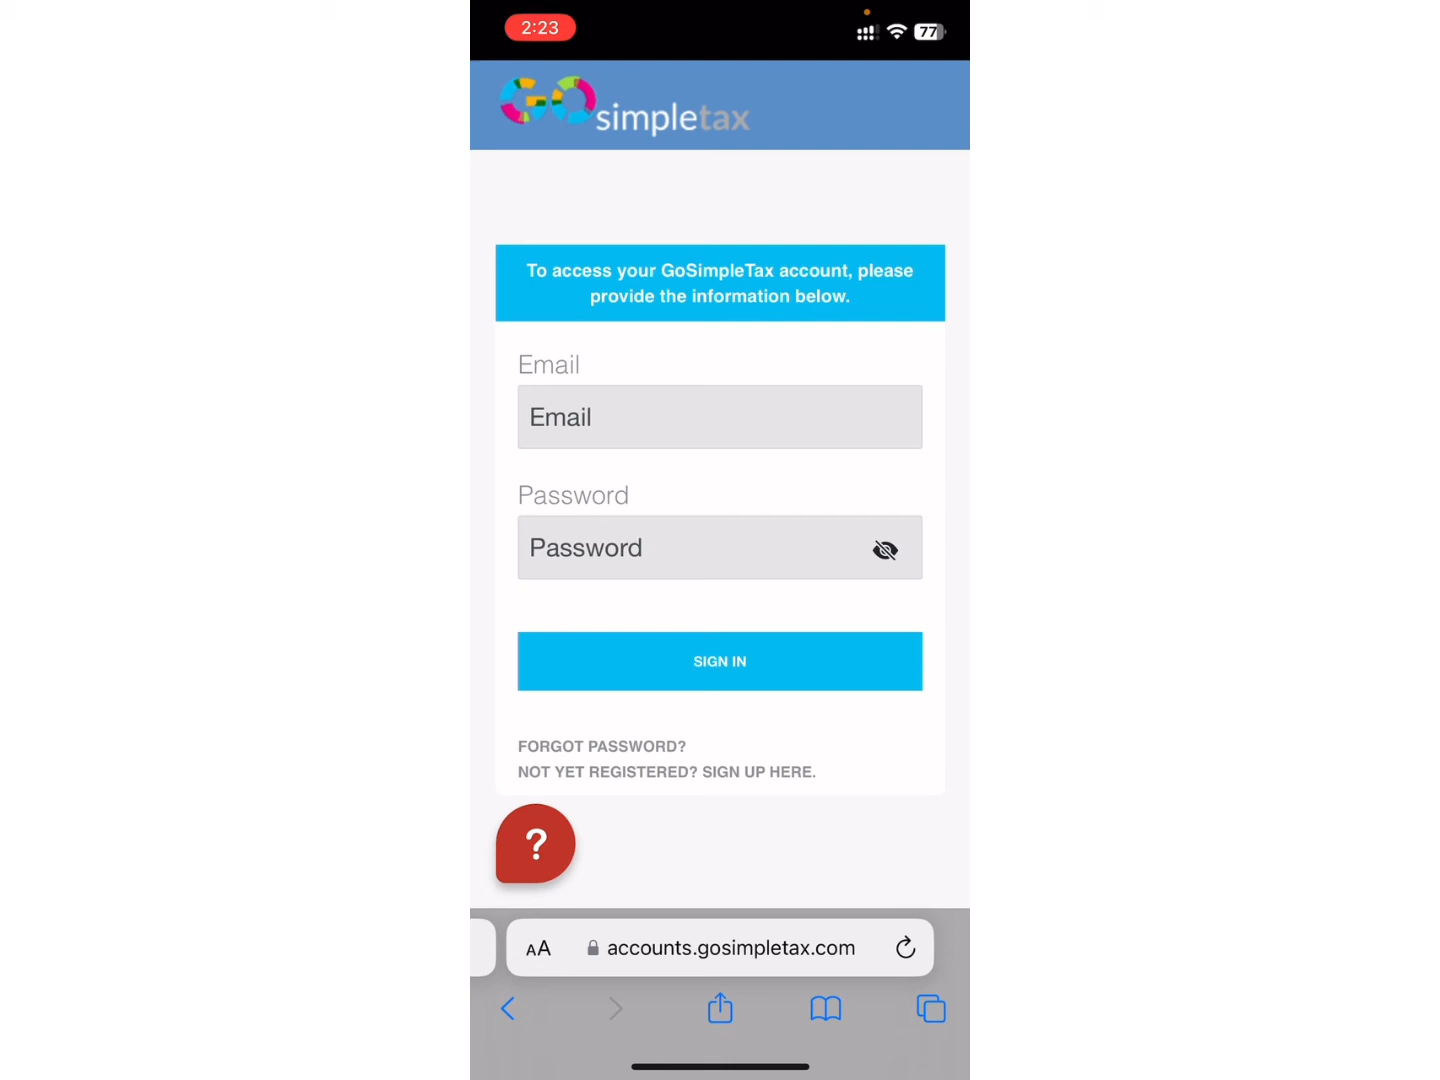 2:23
77
GO simpletax
To access your GoSimpleTax account, please
provide the information below.
Email
Email
Password
Password
SIGN IN
FORGOT PASSWORD?
NOT YET REGISTERED? SIGN UP HERE.
?
AA accounts.gosimpletax.com